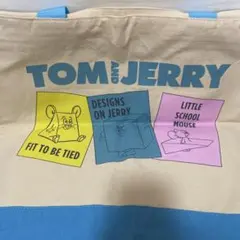 TOM AND JERRY
FIT TO BE TIED
DESIGNS
ON JERRY
LITTLE
SCHOOL
MOUSE